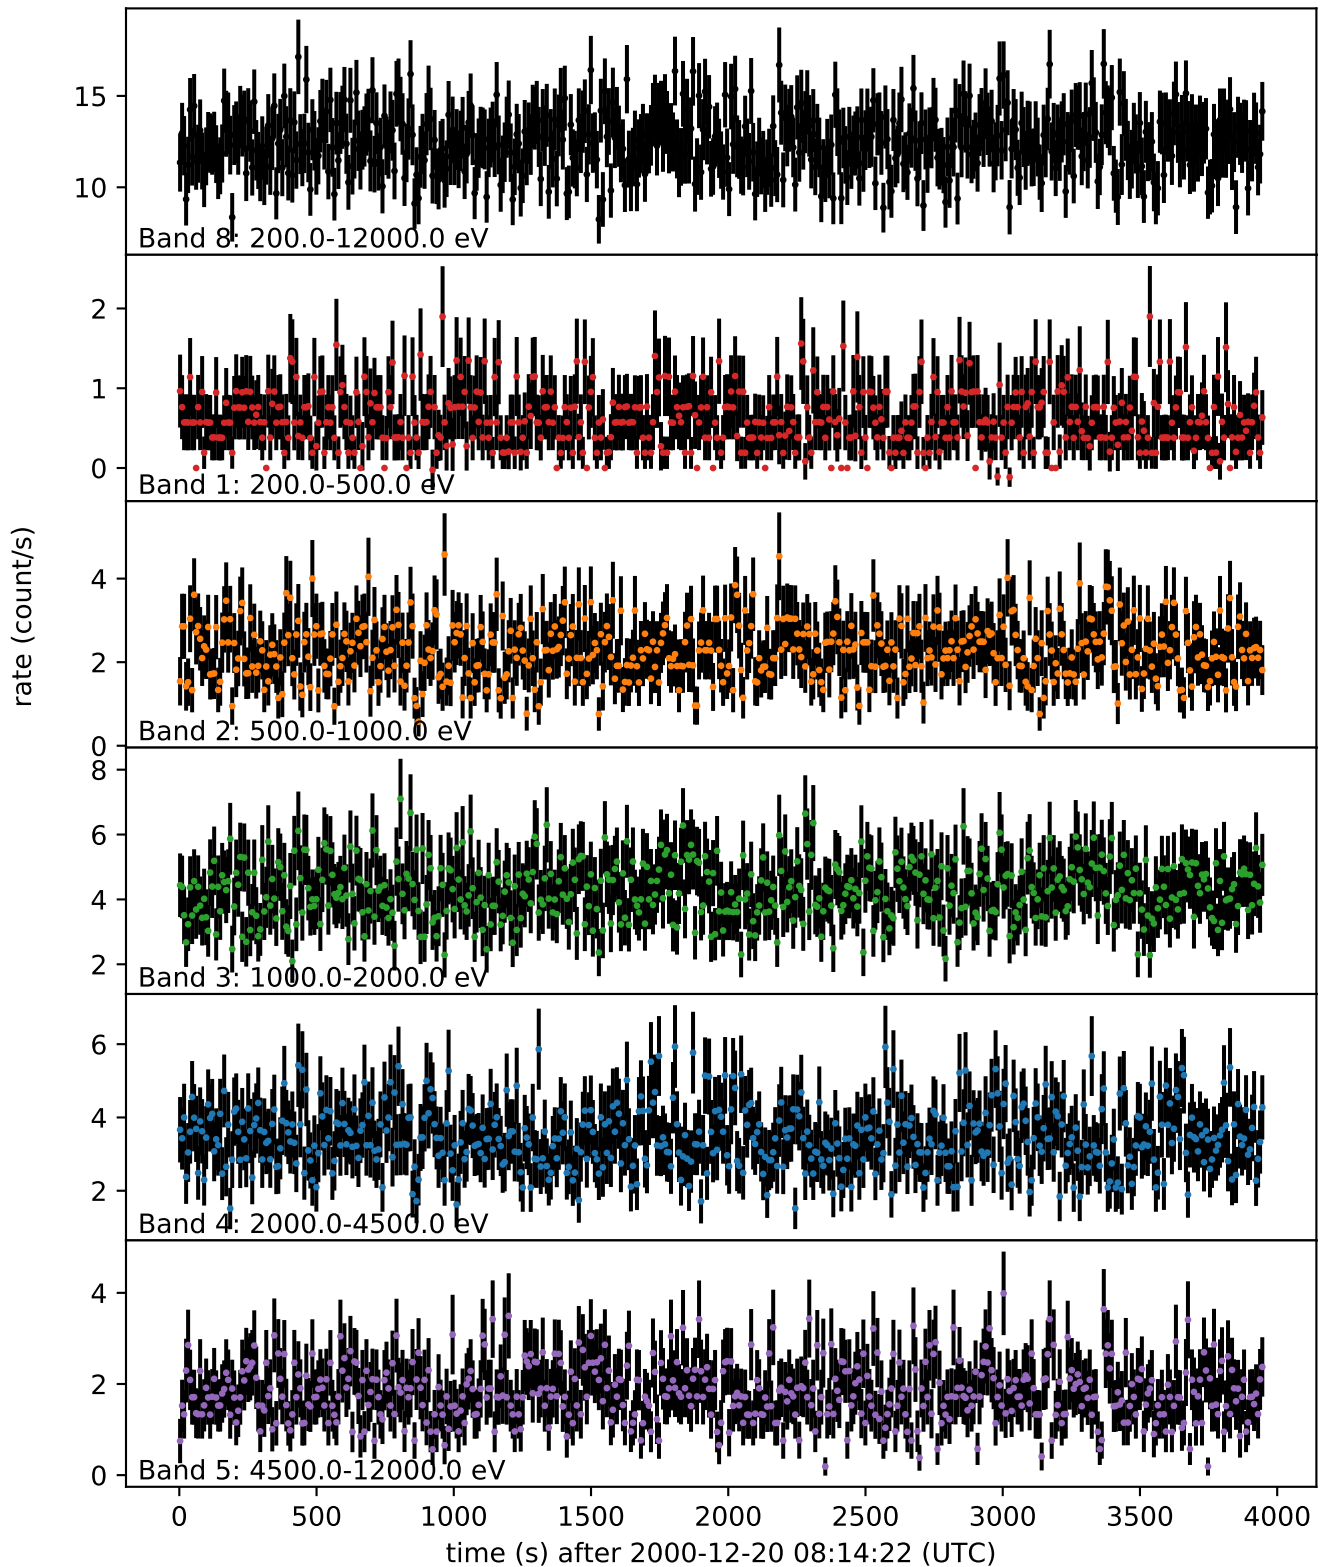 15
10
Band 8: 200.0-12000.0 eV
2
1
0
Band 1: 200.0-500.0 eV
4
2
0
Band 2: 500.0-1000.0 eV
rate (count/s)
8
6
4
2
Band 3: 1000.0-2000.0 eV
6
4
2
Band 4: 2000.0-4500.0 eV
4
2
0
Band 5: 4500.0-12000.0 eV
0 500 1000 1500 2000 2500 3000 3500 4000
time (s) after 2000-12-20 08:14:22 (UTC)